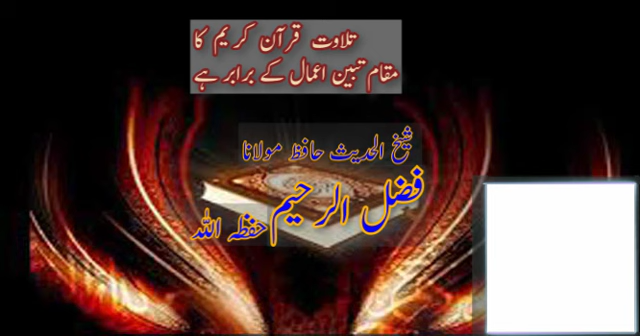 تلاوت قرآن کریم کا
مقام تبین اعمال کے برابر ہے
شیخ الحدیث حافظ مولانا
فضل الرحیم حفظہ اللہ